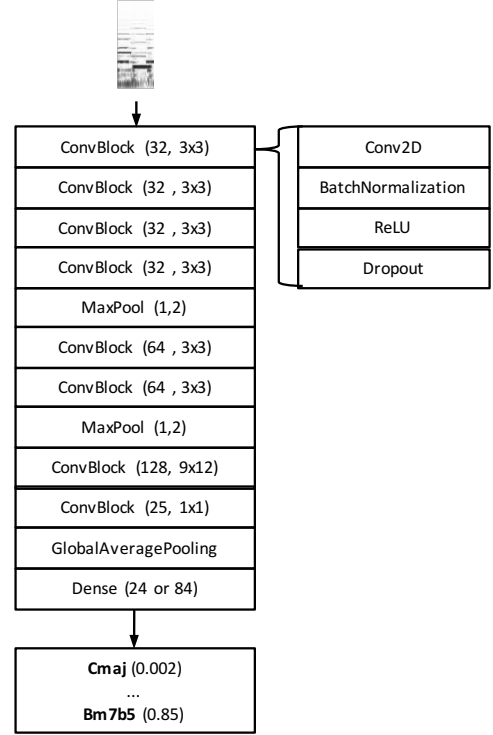 ConvBlock (32, 3x3)
ConvBlock (32 , 3x3)
ConvBlock (32 , 3x3)
ConvBlock (32 , 3x3)
MaxPool (1,2)
ConvBlock (64 , 3x3)
ConvBlock (64 , 3x3)
MaxPool (1,2)
ConvBlock (128, 9x12)
ConvBlock (25, 1x1)
GlobalAveragePooling
Dense (24 or 84)
Conv2D
BatchNormalization
ReLU
Dropout
Cmaj (0.002)
...
Bm7b5 (0.85)